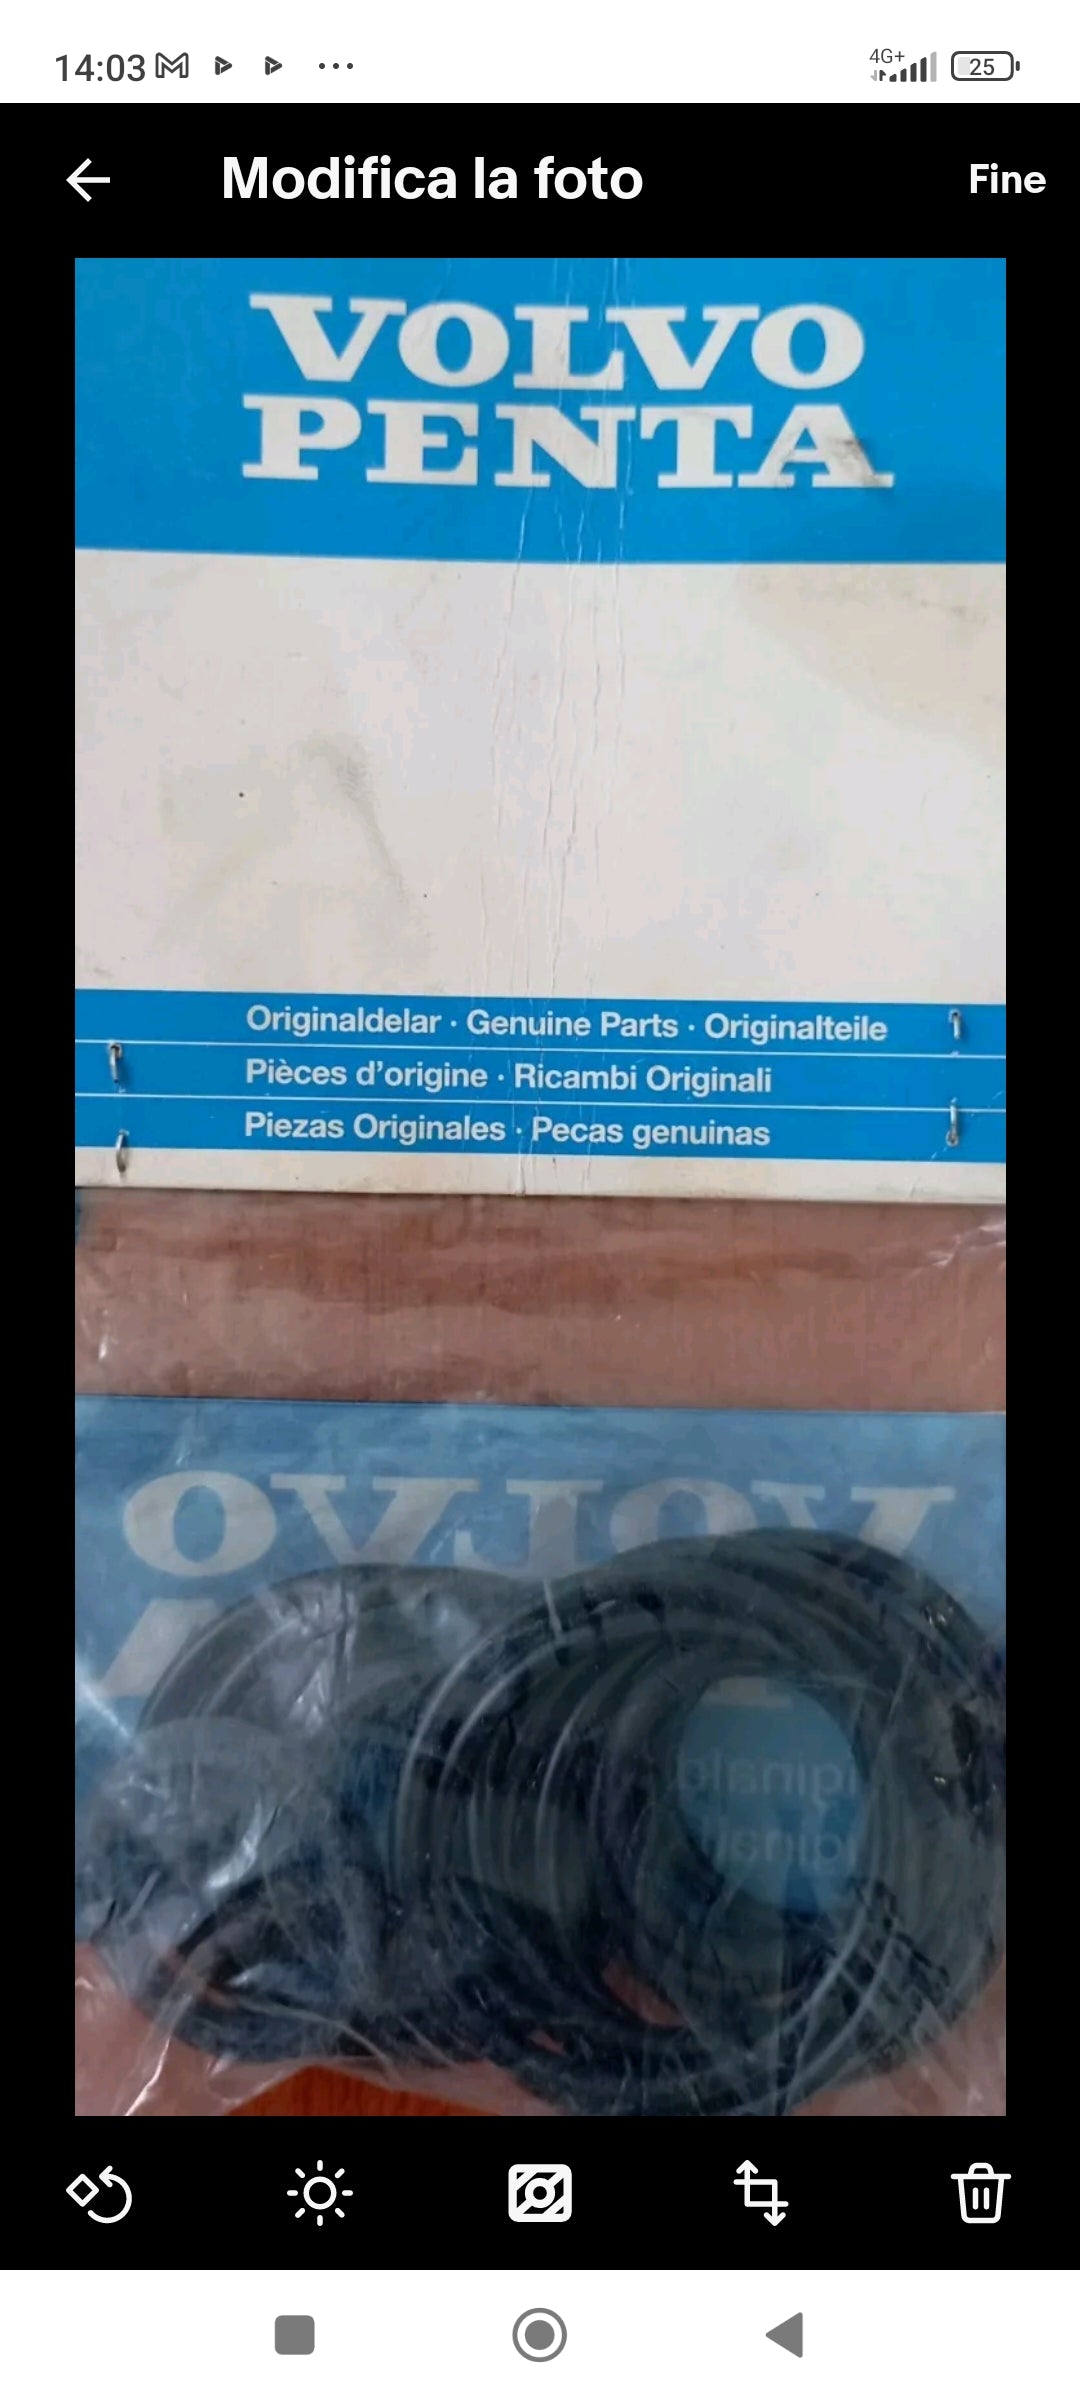 14:03
4G+
25
Modifica la foto
Fine
VOLVO
PENTA
Originaldelar · Genuine Parts · Originalteile
Pièces d'origine · Ricambi Originali
Piezas Originales · Pecas genuinas
VOLVO